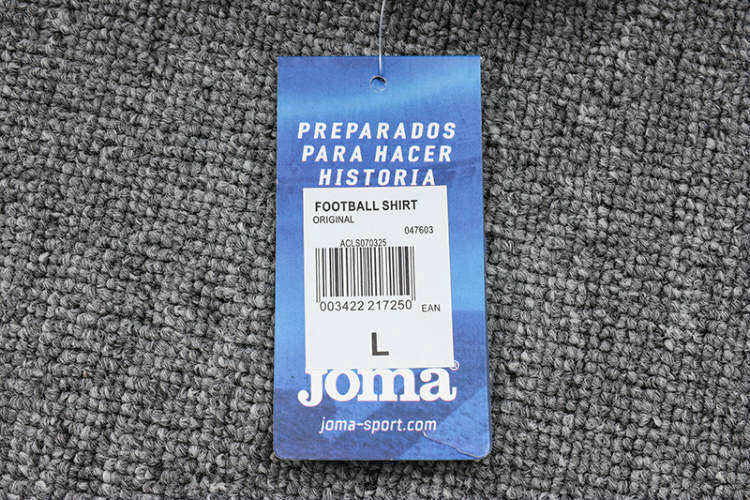 PREPARADOS
PARA HACER
HISTORIA
FOOTBALL SHIRT
ORIGINAL
047603
ACLS070325
003422 217250 EAN
L
Joma®
joma-sport.com